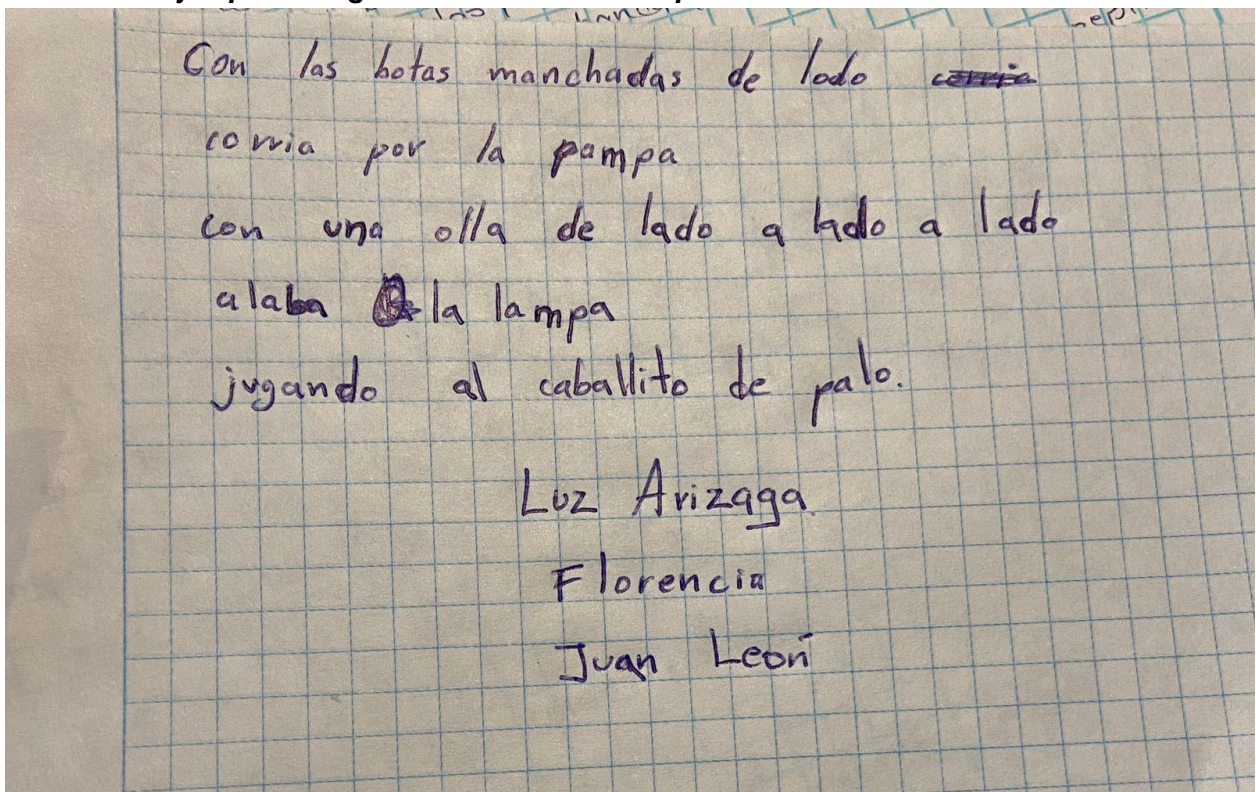 Con las botas manchadas de lodo
corria por la pampa
con una olla de lado a lado a lado
alaba la lampa
jugando al caballito de palo.
Luz Arizaga
Florencia
Juan León